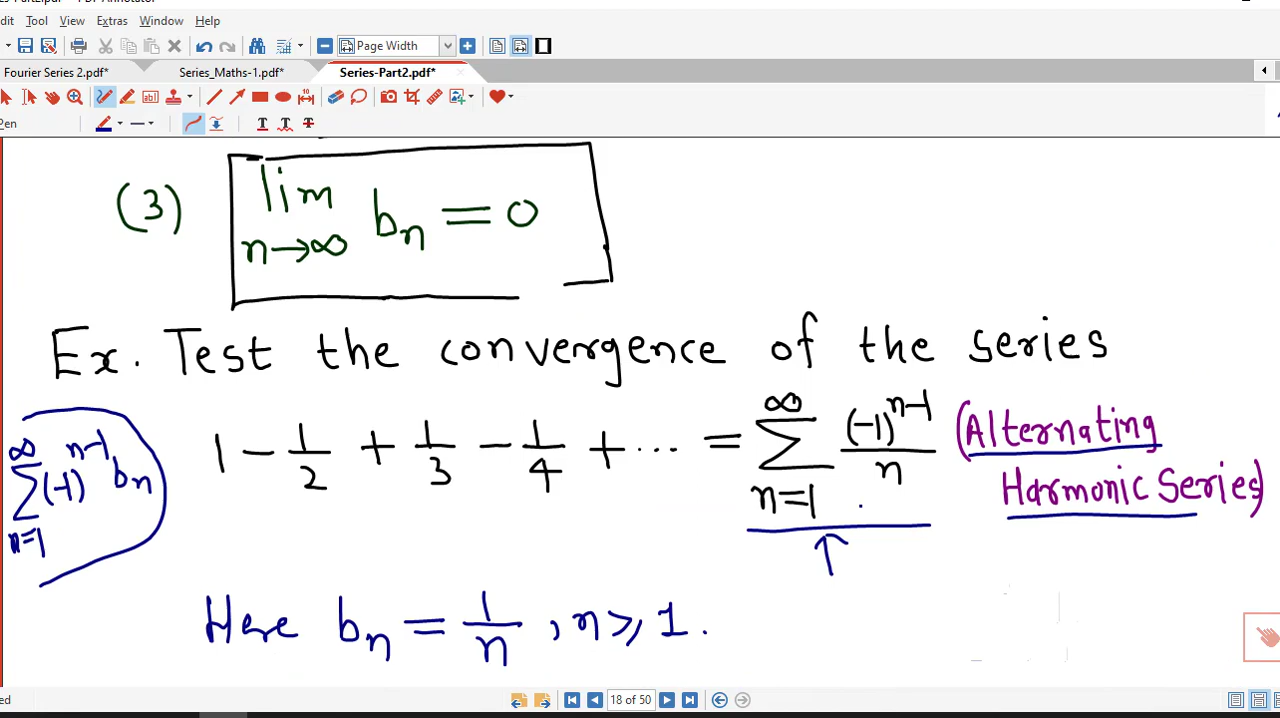 Tool View Extras Window Help
Page Width
Fourier Series 2.pdf* Series_Maths-1.pdf* Series-Part2.pdf*
(3) lim n→∞ bn = 0
Ex. Test the convergence of the series
∞ Σ n=1 (-1)^n-1 bn
1 - 1/2 + 1/3 - 1/4 + ... = ∞ Σ n=1 (-1)^n-1 / n (Alternating
Harmonic Series)
Here bn = 1/n , n ≥ 1.
18 of 50